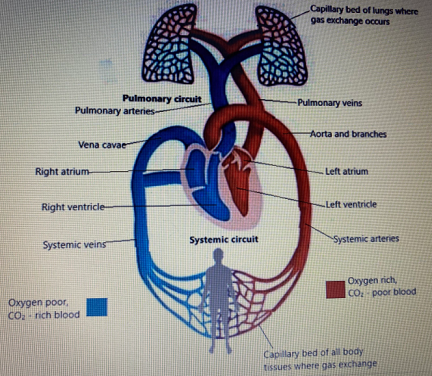 Capillary bed of lungs where
gas exchange occurs
Pulmonary circuit
Pulmonary arteries
Pulmonary veins
Aorta and branches
Vena cavae
Right atrium
Left atrium
Right ventricle
Left ventricle
Systemic circuit
Systemic veins
Systemic arteries
Oxygen rich,
CO₂ - poor blood
Oxygen poor,
CO₂ - rich blood
Capillary bed of all body
tissues where gas exchange